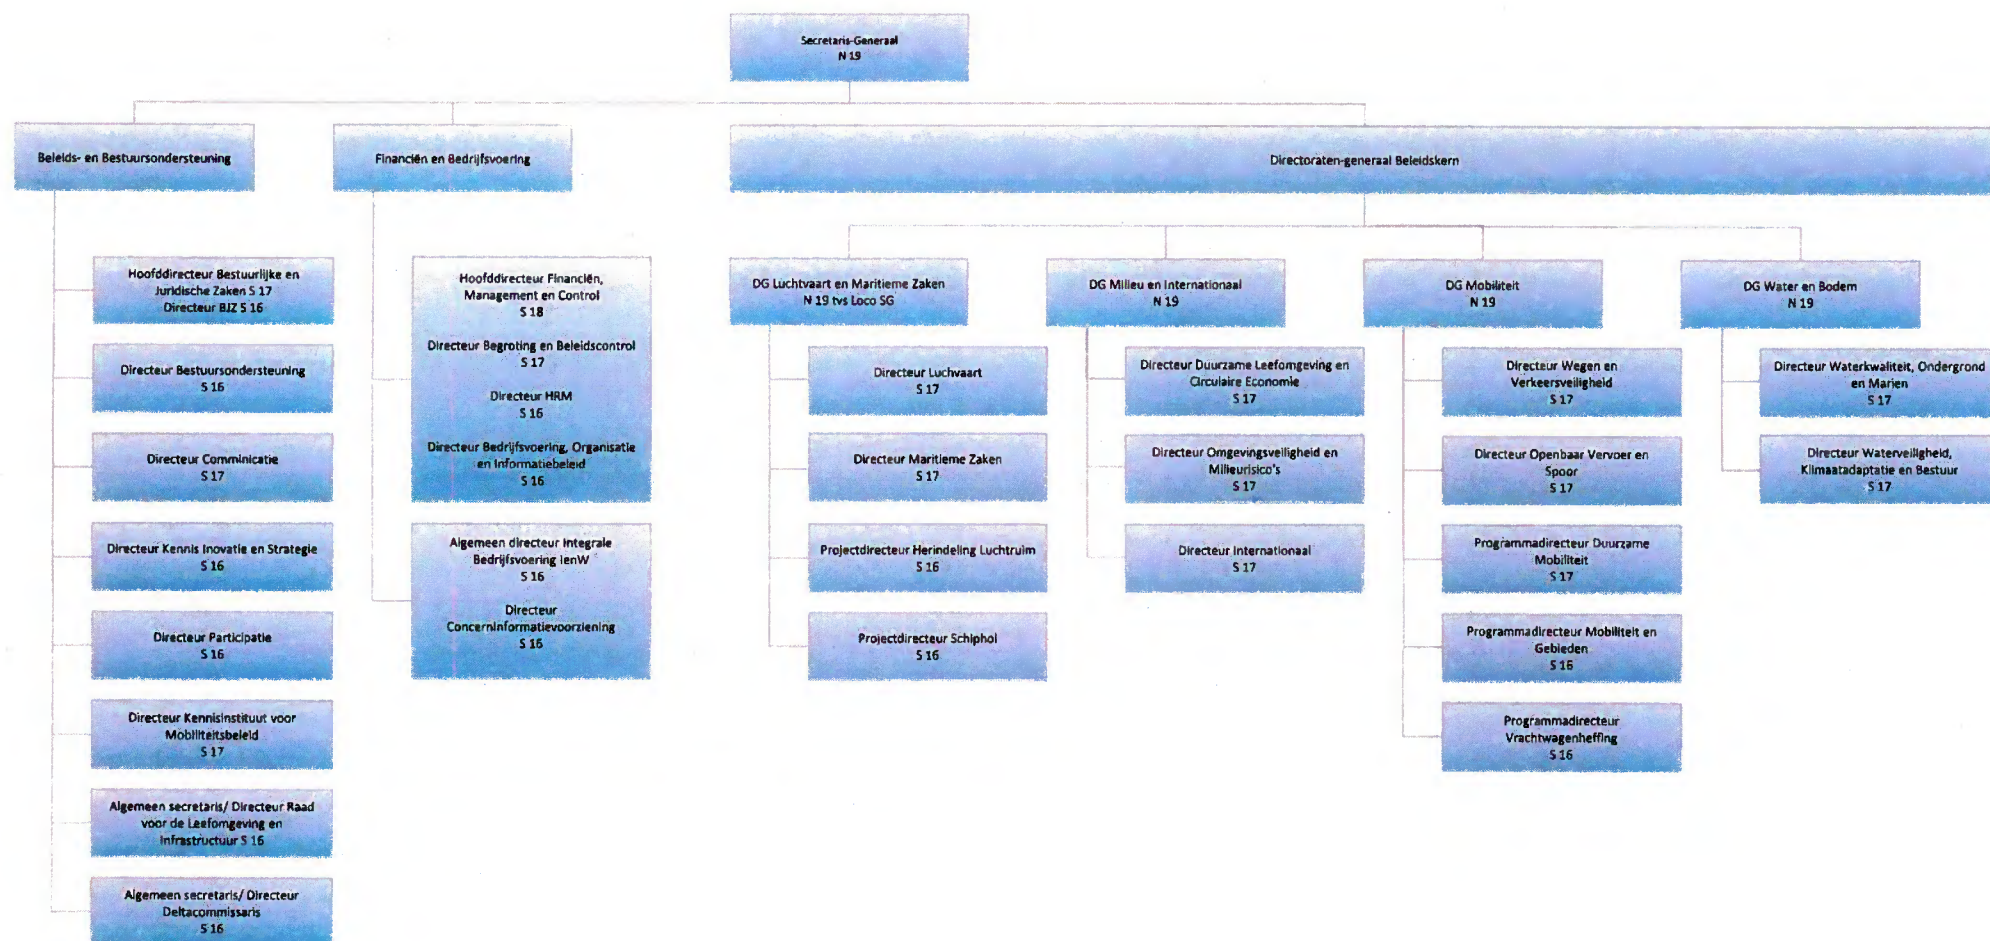 Secretaris-Generaal
N 19
Beleids- en Bestuursondersteuning
Financiën en Bedrijfsvoering
Directoraten-generaal Beleidskern
Hoofddirecteur Bestuurlijke en
Juridische Zaken S 17
Directeur BJZ S 16
Directeur Bestuursondersteuning
S 16
Directeur Comminicatie
S 17
Directeur Kennis Inovatie en Strategie
S 16
Directeur Participatie
S 16
Directeur Kennisinstituut voor
Mobiliteitsbeleid
S 17
Algemeen secretaris/ Directeur Raad
voor de Leefomgeving en
Infrastructuur S 16
Algemeen secretaris/ Directeur
Deltacommissaris
S 16
Hoofddirecteur Financiën,
Management en Control
S 18
Directeur Begroting en Beleidscontrol
S 17
Directeur HRM
S 16
Directeur Bedrijfsvoering, Organisatie
en Informatiebeleid
S 16
Algemeen directeur Integrale
Bedrijfsvoering IenW
S 16
Directeur
Concerninformatievoorziening
S 16
DG Luchtvaart en Maritieme Zaken
N 19 tvs Loco SG
Directeur Luchvaart
S 17
Directeur Maritieme Zaken
S 17
Projectdirecteur Herindeling Luchtruim
S 16
Projectdirecteur Schiphol
S 16
DG Milieu en Internationaal
N 19
Directeur Duurzame Leefomgeving en
Circulaire Economie
S 17
Directeur Omgevingsveiligheid en
Milieurisico's
S 17
Directeur Internationaal
S 17
DG Mobiliteit
N 19
Directeur Wegen en
Verkeersveiligheid
S 17
Directeur Openbaar Vervoer en
Spoor
S 17
Programmadirecteur Duurzame
Mobiliteit
S 17
Programmadirecteur Mobiliteit en
Gebieden
S 16
Programmadirecteur
Vrachtwagenheffing
S 16
DG Water en Bodem
N 19
Directeur Waterkwaliteit, Ondergrond
en Marien
S 17
Directeur Waterveiligheid,
Klimaatadaptatie en Bestuur
S 17